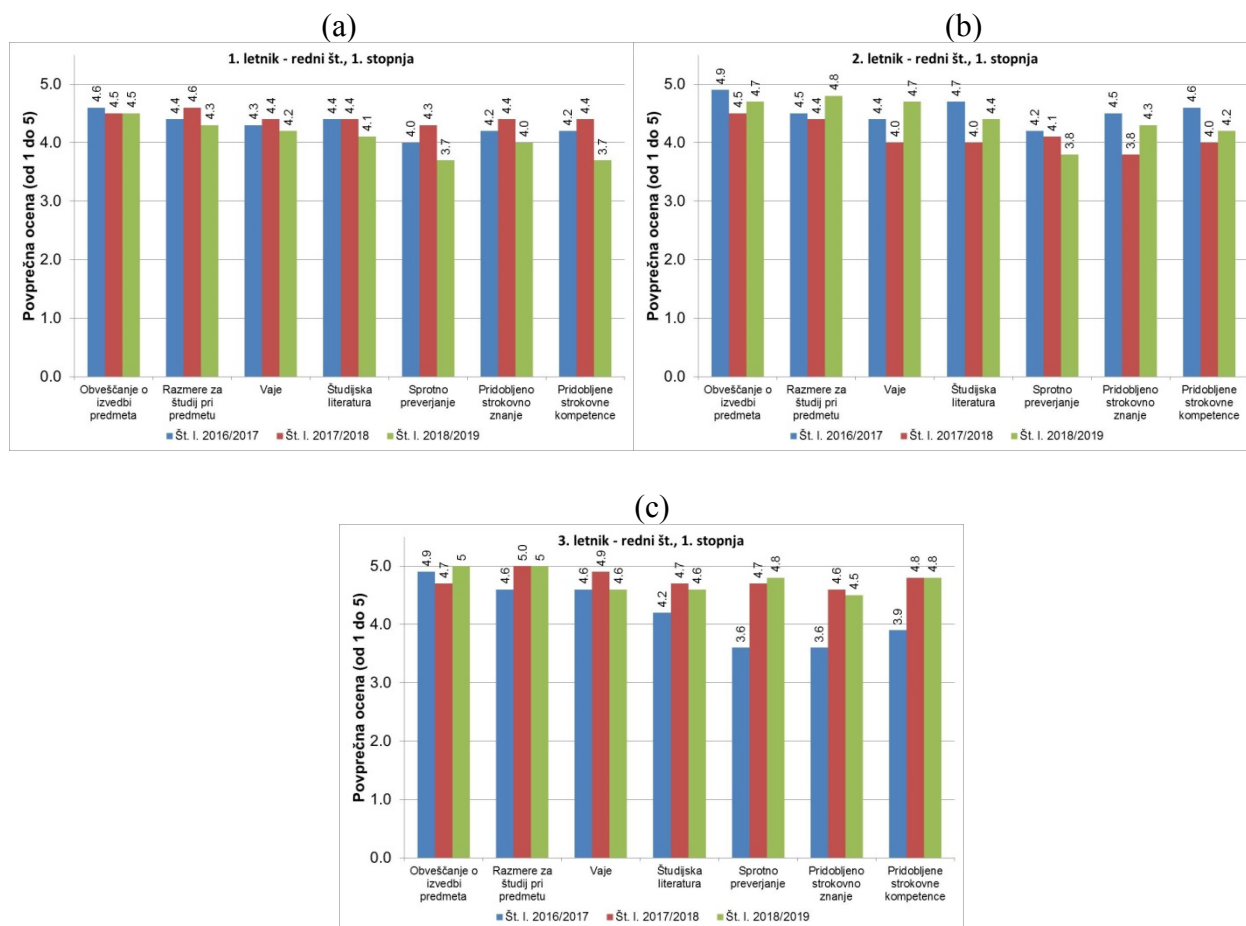 (a)
1. letnik - redni št., 1. stopnja
Povprečna ocena (od 1 do 5)
5.0
4.0
3.0
2.0
1.0
0.0
4.6 4.5 4.5
4.4 4.6 4.3
4.3 4.4 4.2
4.4 4.4 4.1
4.0 4.3 3.7
4.2 4.4 4.0
4.2 4.4 3.7
Obveščanje o izvedbi predmeta
Razmere za študij pri predmetu
Vaje
Študijska literatura
Sprotno preverjanje
Pridobljeno strokovno znanje
Pridobljene strokovne kompetence
Št. l. 2016/2017 Št. l. 2017/2018 Št. l. 2018/2019
(b)
2. letnik - redni št., 1. stopnja
Povprečna ocena (od 1 do 5)
5.0
4.0
3.0
2.0
1.0
0.0
4.9 4.5 4.7
4.5 4.4 4.8
4.4 4.0 4.7
4.7 4.0 4.4
4.2 4.1 3.8
4.5 3.8 4.3
4.6 4.0 4.2
Obveščanje o izvedbi predmeta
Razmere za študij pri predmetu
Vaje
Študijska literatura
Sprotno preverjanje
Pridobljeno strokovno znanje
Pridobljene strokovne kompetence
Št. l. 2016/2017 Št. l. 2017/2018 Št. l. 2018/2019
(c)
3. letnik - redni št., 1. stopnja
Povprečna ocena (od 1 do 5)
5.0
4.0
3.0
2.0
1.0
0.0
4.9 4.7 5
4.6 5.0 5
4.6 4.9 4.6
4.2 4.7 4.6
3.6 4.7 4.8
3.6 4.6 4.5
3.9 4.8 4.8
Obveščanje o izvedbi predmeta
Razmere za študij pri predmetu
Vaje
Študijska literatura
Sprotno preverjanje
Pridobljeno strokovno znanje
Pridobljene strokovne kompetence
Št. l. 2016/2017 Št. l. 2017/2018 Št. l. 2018/2019